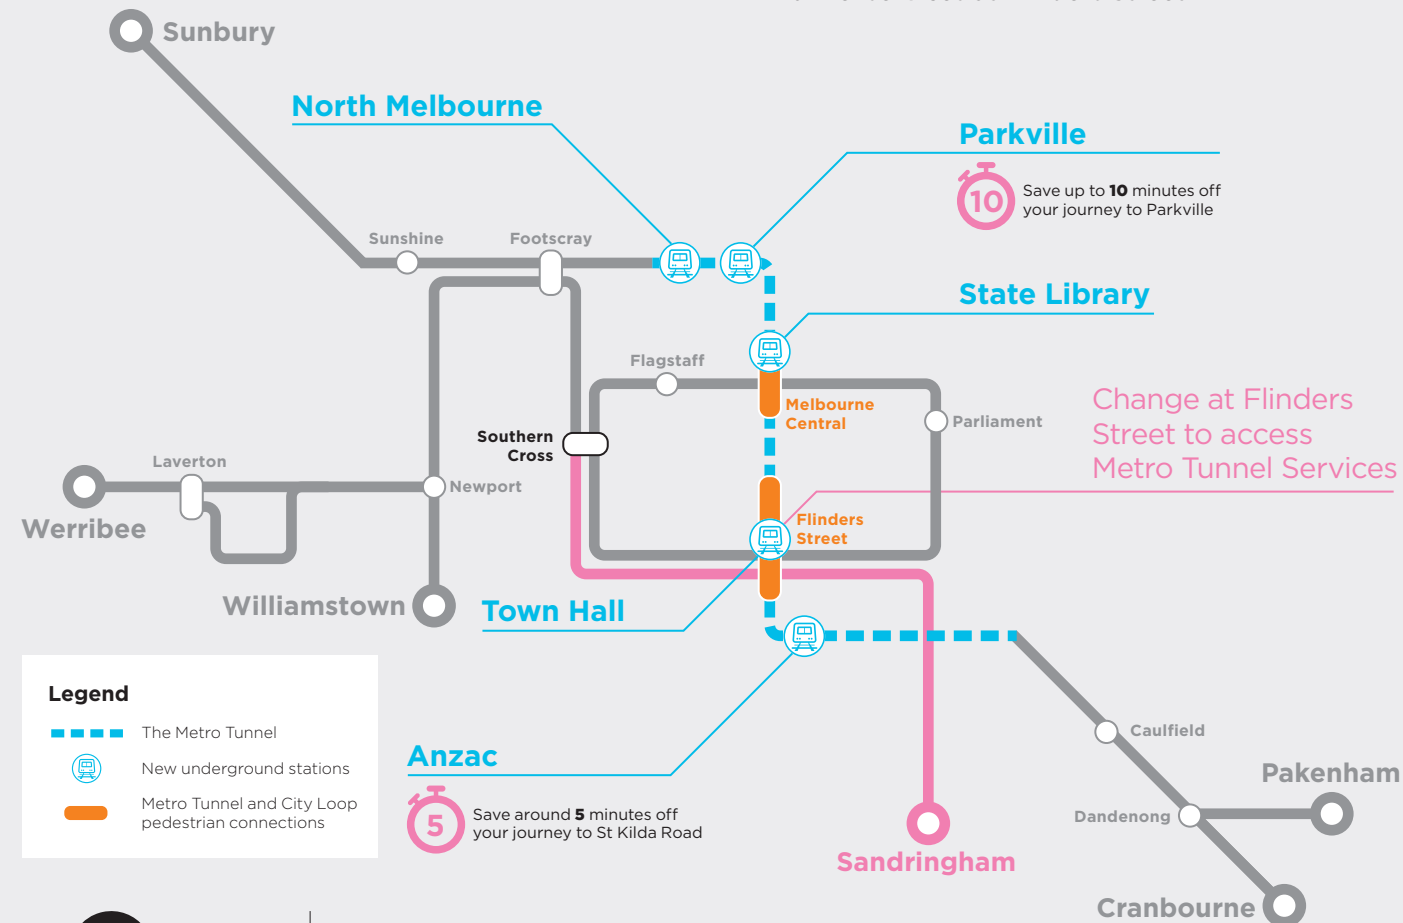 Sunbury
North Melbourne
Parkville
10
Save up to 10 minutes off
your journey to Parkville
Sunshine
Footscray
State Library
Flagstaff
Melbourne
Central
Parliament
Change at Flinders
Street to access
Metro Tunnel Services
Southern
Cross
Laverton
Newport
Werribee
Flinders
Street
Williamstown
Town Hall
Legend
The Metro Tunnel
New underground stations
Metro Tunnel and City Loop
pedestrian connections
Anzac
5
Save around 5 minutes off
your journey to St Kilda Road
Caulfield
Pakenham
Dandenong
Sandringham
Cranbourne